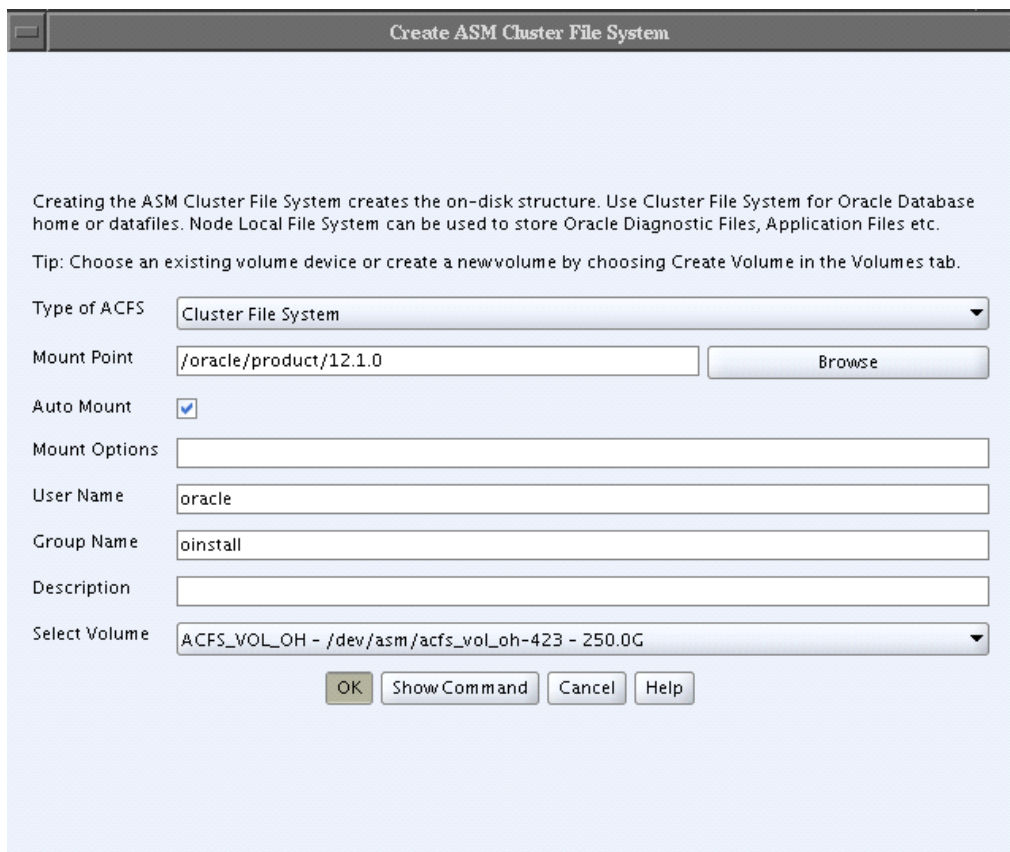 Create ASM Cluster File System
Creating the ASM Cluster File System creates the on-disk structure. Use Cluster File System for Oracle Database
home or datafiles. Node Local File System can be used to store Oracle Diagnostic Files, Application Files etc.
Tip: Choose an existing volume device or create a new volume by choosing Create Volume in the Volumes tab.
Type of ACFS Cluster File System
Mount Point /oracle/product/12.1.0 Browse
Auto Mount
Mount Options
User Name oracle
Group Name oinstall
Description
Select Volume ACFS_VOL_OH - /dev/asm/acfs_vol_oh-423 - 250.0G
OK Show Command Cancel Help